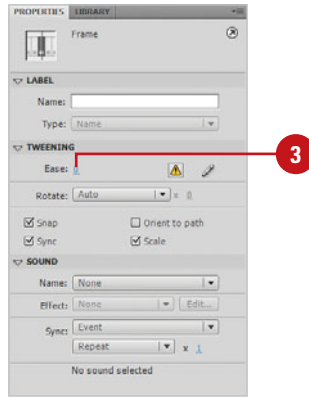 PROPERTIES LIBRARY
Frame
LABEL
Name:
Type: Name
TWEENING
Ease: 0
3
Rotate: Auto x 0
Snap Orient to path
Sync Scale
SOUND
Name: None
Effect: None Edit...
Sync: Event
Repeat x 1
No sound selected